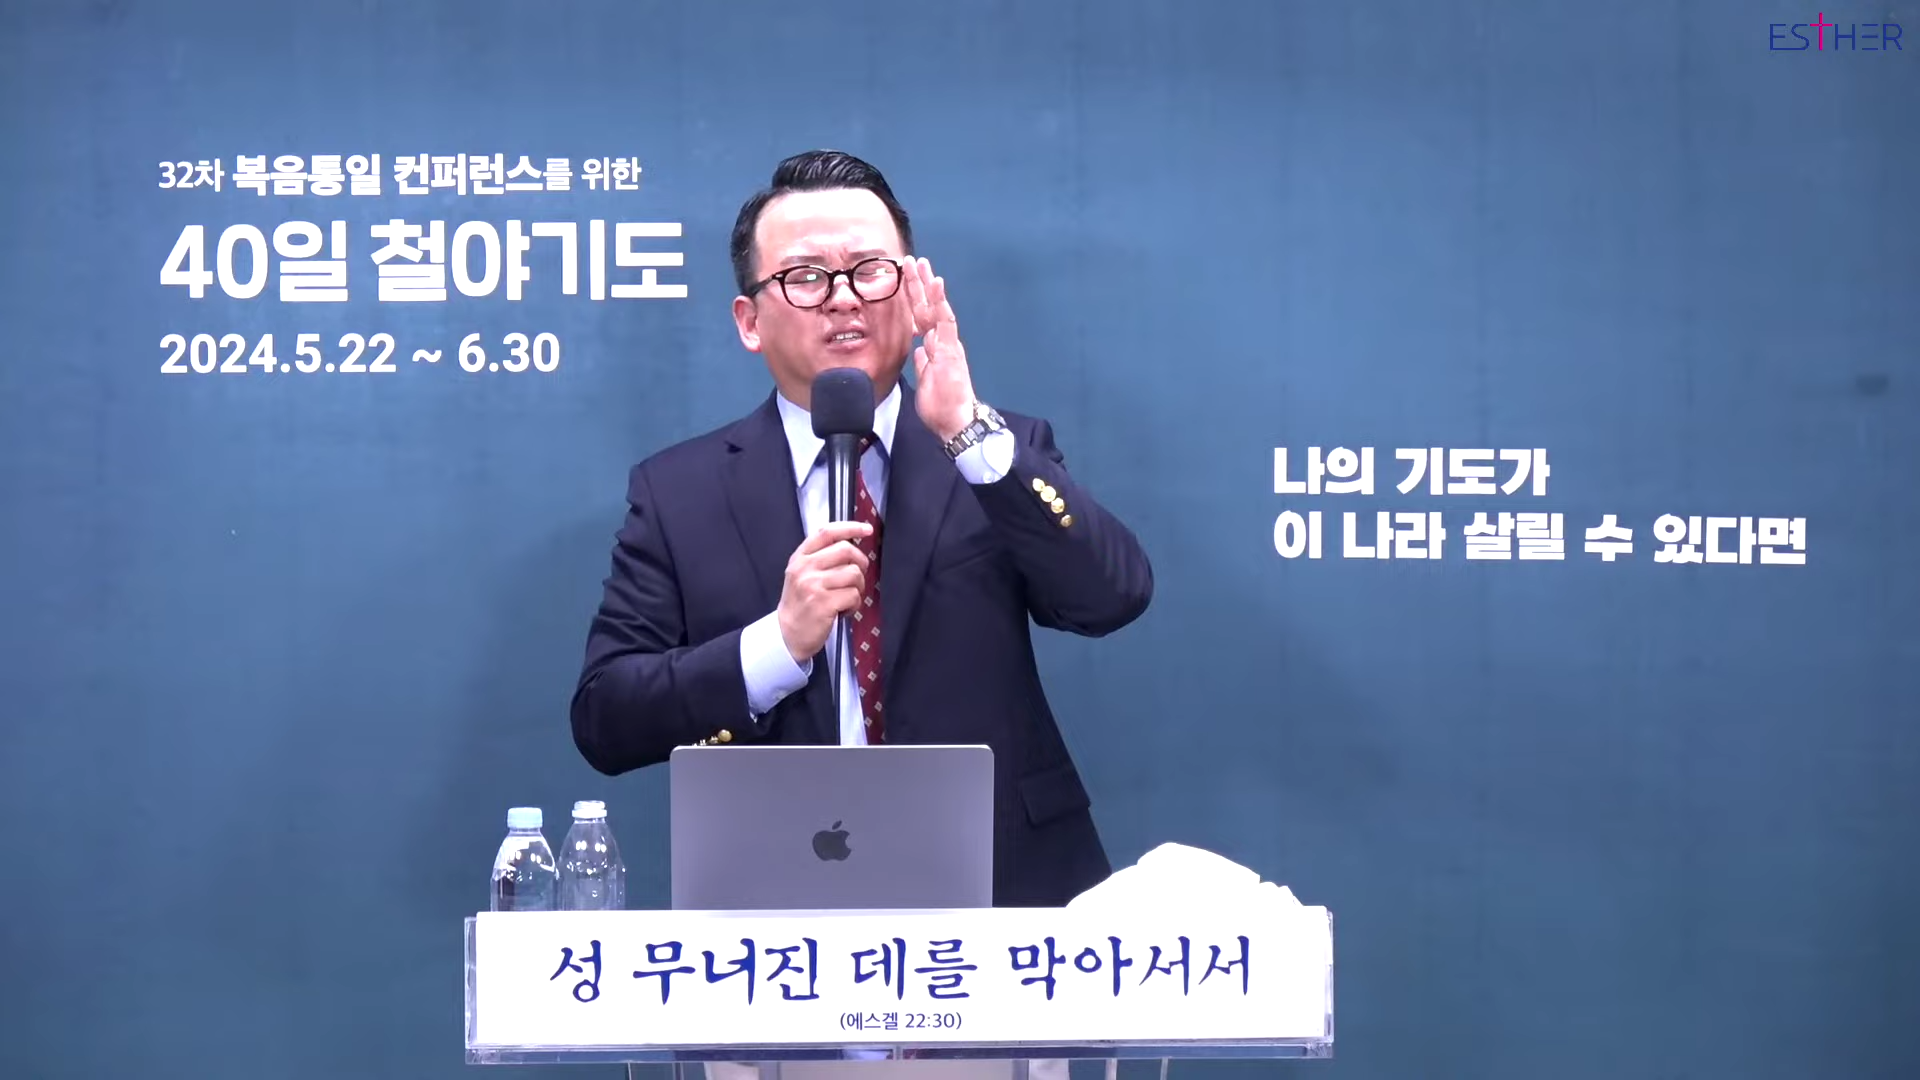 ESTHER
32차 복음통일 컨퍼런스를 위한
40일 철야기도
2024.5.22 ~ 6.30
나의 기도가
이 나라 살릴 수 있다면
성 무너진 데를 막아서서
(에스겔 22:30)